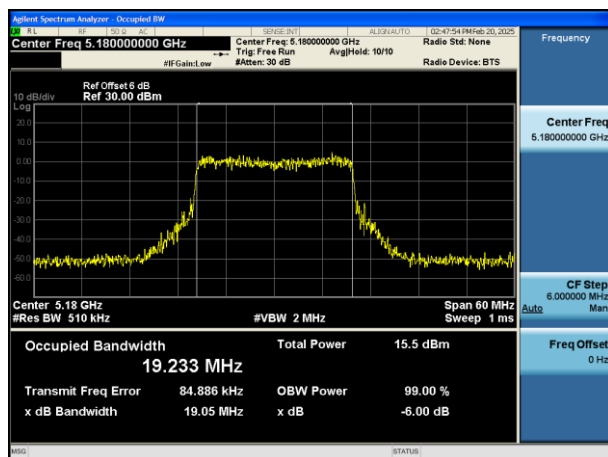 Agilent Spectrum Analyzer - Occupied BW
RL RF 50 Ω AC SENSE:INT ALIGNAUTO 02:47:54 PM Feb 20, 2025
Center Freq 5.180000000 GHz
Center Freq: 5.180000000 GHz
Radio Std: None
Trig: Free Run Avg|Hold: 10/10
#IFGain:Low #Atten: 30 dB Radio Device: BTS
Ref Offset 6 dB
10 dB/div Ref 30.00 dBm
Log
20.0
10.0
0.00
-10.0
-20.0
-30.0
-40.0
-50.0
-60.0
Center 5.18 GHz Span 60 MHz
#Res BW 510 kHz #VBW 2 MHz Sweep 1 ms
Occupied Bandwidth Total Power 15.5 dBm
19.233 MHz
Transmit Freq Error 84.886 kHz OBW Power 99.00 %
x dB Bandwidth 19.05 MHz x dB -6.00 dB
MSG STATUS
Frequency
Center Freq
5.180000000 GHz
CF Step
6.000000 MHz
Auto Man
Freq Offset
0 Hz